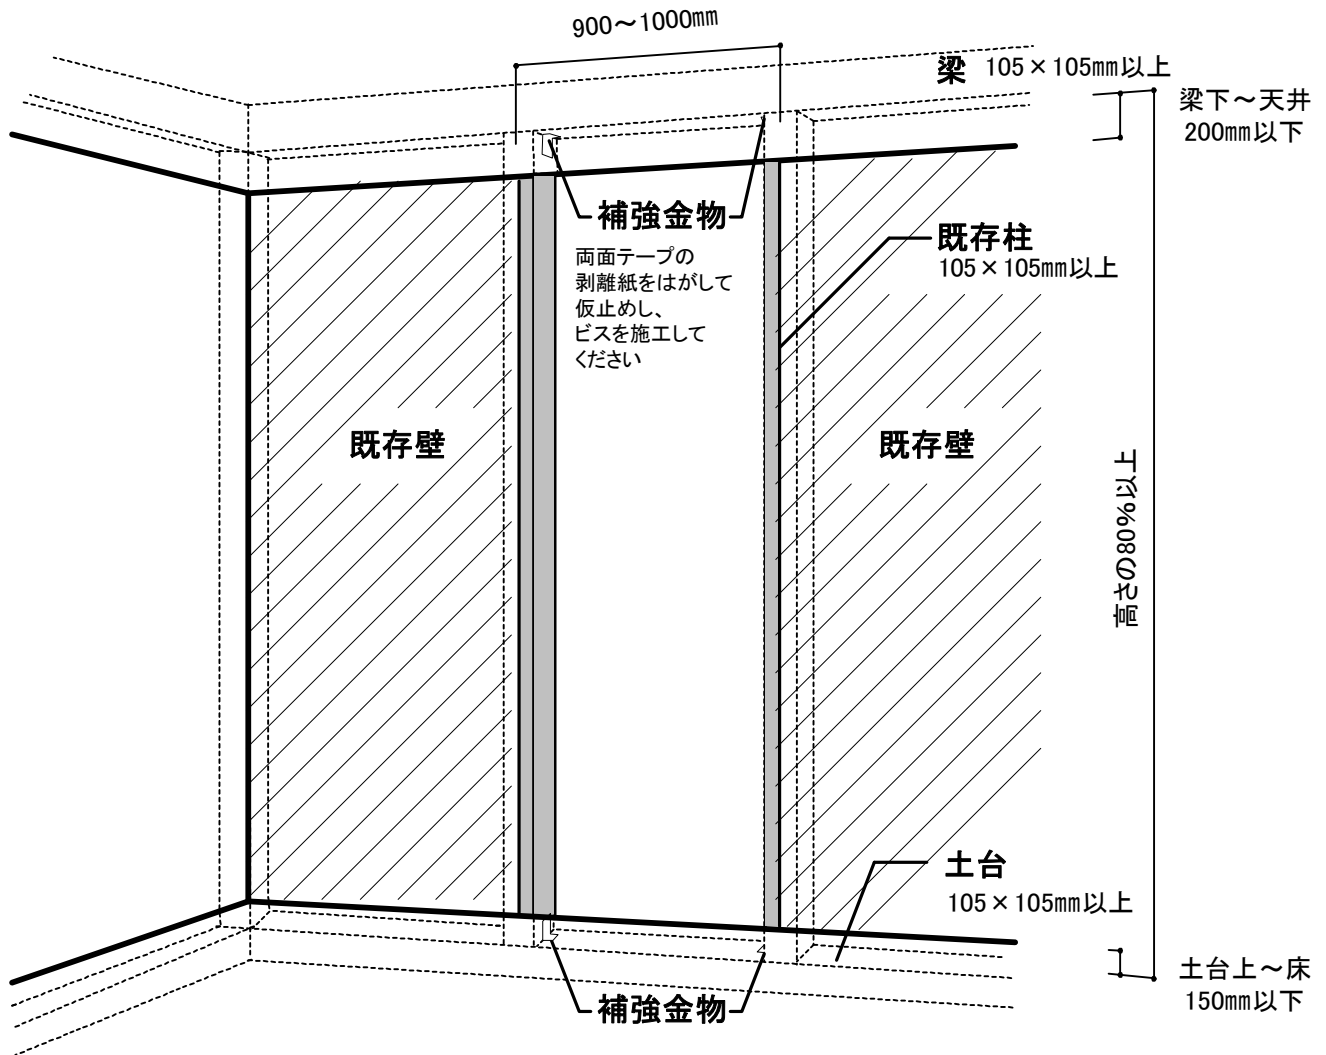 900～1000mm
梁 105×105mm以上
梁下～天井
200mm以下
補強金物
両面テープの
剥離紙をはがして
仮止めし、
ビスを施工して
ください
既存柱
105×105mm以上
既存壁
既存壁
高さの80%以上
土台
105×105mm以上
土台上～床
150mm以下
補強金物